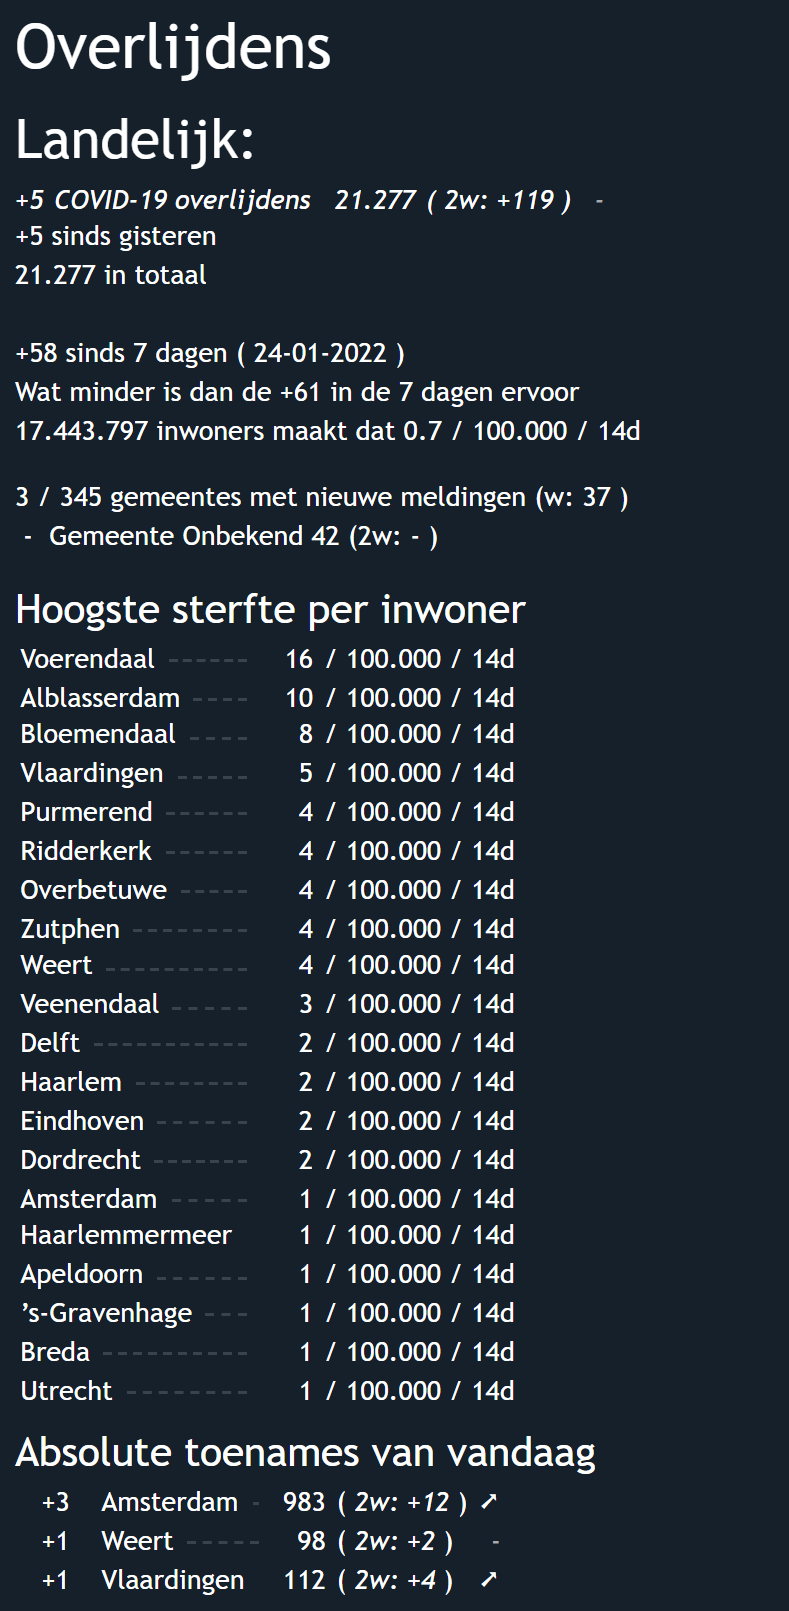 Overlijdens
Landelijk:
+5 COVID-19 overlijdens 21.277 ( 2w: +119 ) -
+5 sinds gisteren
21.277 in totaal
+58 sinds 7 dagen ( 24-01-2022 )
Wat minder is dan de +61 in de 7 dagen ervoor
17.443.797 inwoners maakt dat 0.7 / 100.000 / 14d
3 / 345 gemeentes met nieuwe meldingen (w: 37 )
- Gemeente Onbekend 42 (2w: - )
Hoogste sterfte per inwoner
Voerendaal ------ 16 / 100.000 / 14d
Alblasserdam ---- 10 / 100.000 / 14d
Bloemendaal ---- 8 / 100.000 / 14d
Vlaardingen ----- 5 / 100.000 / 14d
Purmerend ------ 4 / 100.000 / 14d
Ridderkerk ------ 4 / 100.000 / 14d
Overbetuwe ----- 4 / 100.000 / 14d
Zutphen -------- 4 / 100.000 / 14d
Weert ---------- 4 / 100.000 / 14d
Veenendaal ----- 3 / 100.000 / 14d
Delft ----------- 2 / 100.000 / 14d
Haarlem -------- 2 / 100.000 / 14d
Eindhoven ------ 2 / 100.000 / 14d
Dordrecht ------- 2 / 100.000 / 14d
Amsterdam ----- 1 / 100.000 / 14d
Haarlemmermeer 1 / 100.000 / 14d
Apeldoorn ------ 1 / 100.000 / 14d
’s-Gravenhage --- 1 / 100.000 / 14d
Breda ---------- 1 / 100.000 / 14d
Utrecht -------- 1 / 100.000 / 14d
Absolute toenames van vandaag
+3 Amsterdam - 983 ( 2w: +12 ) ➚
+1 Weert ----- 98 ( 2w: +2 ) -
+1 Vlaardingen 112 ( 2w: +4 ) ➚